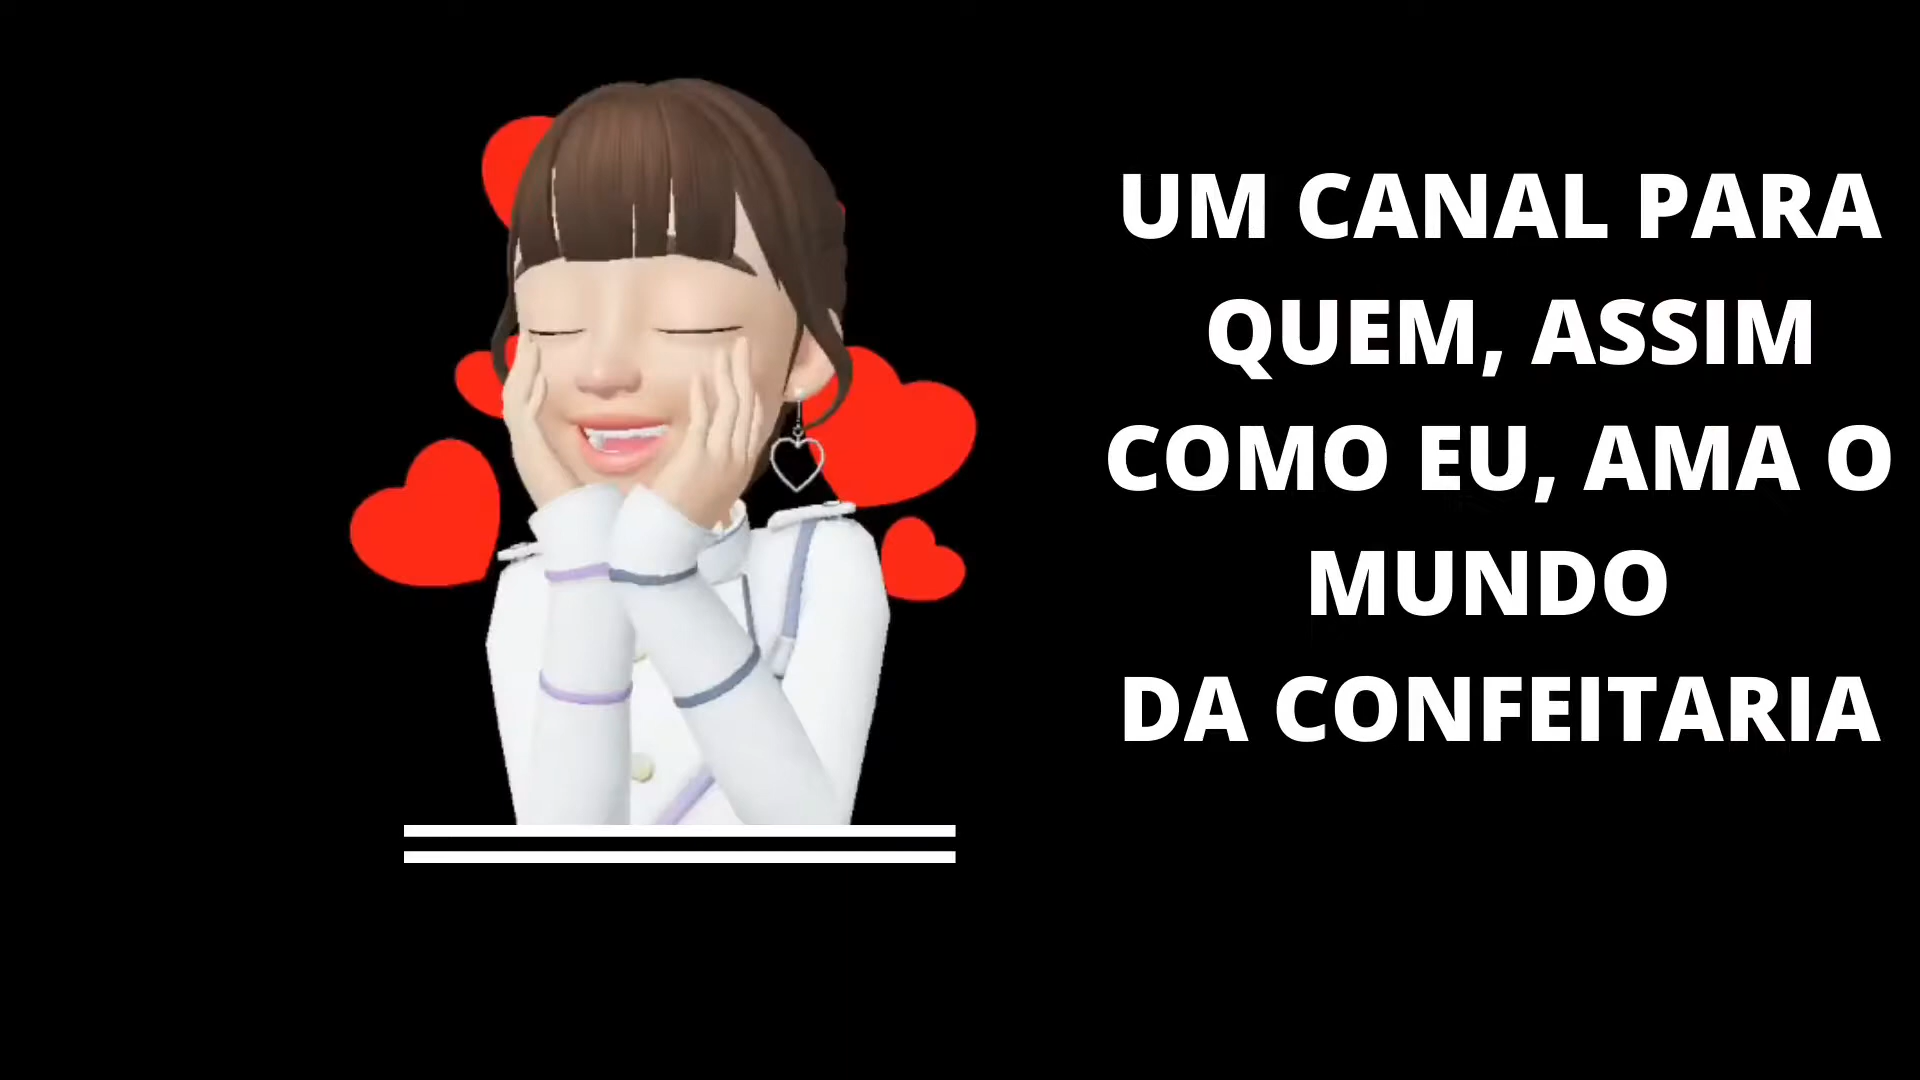 UM CANAL PARA
QUEM, ASSIM
COMO EU, AMA O
MUNDO
DA CONFEITARIA